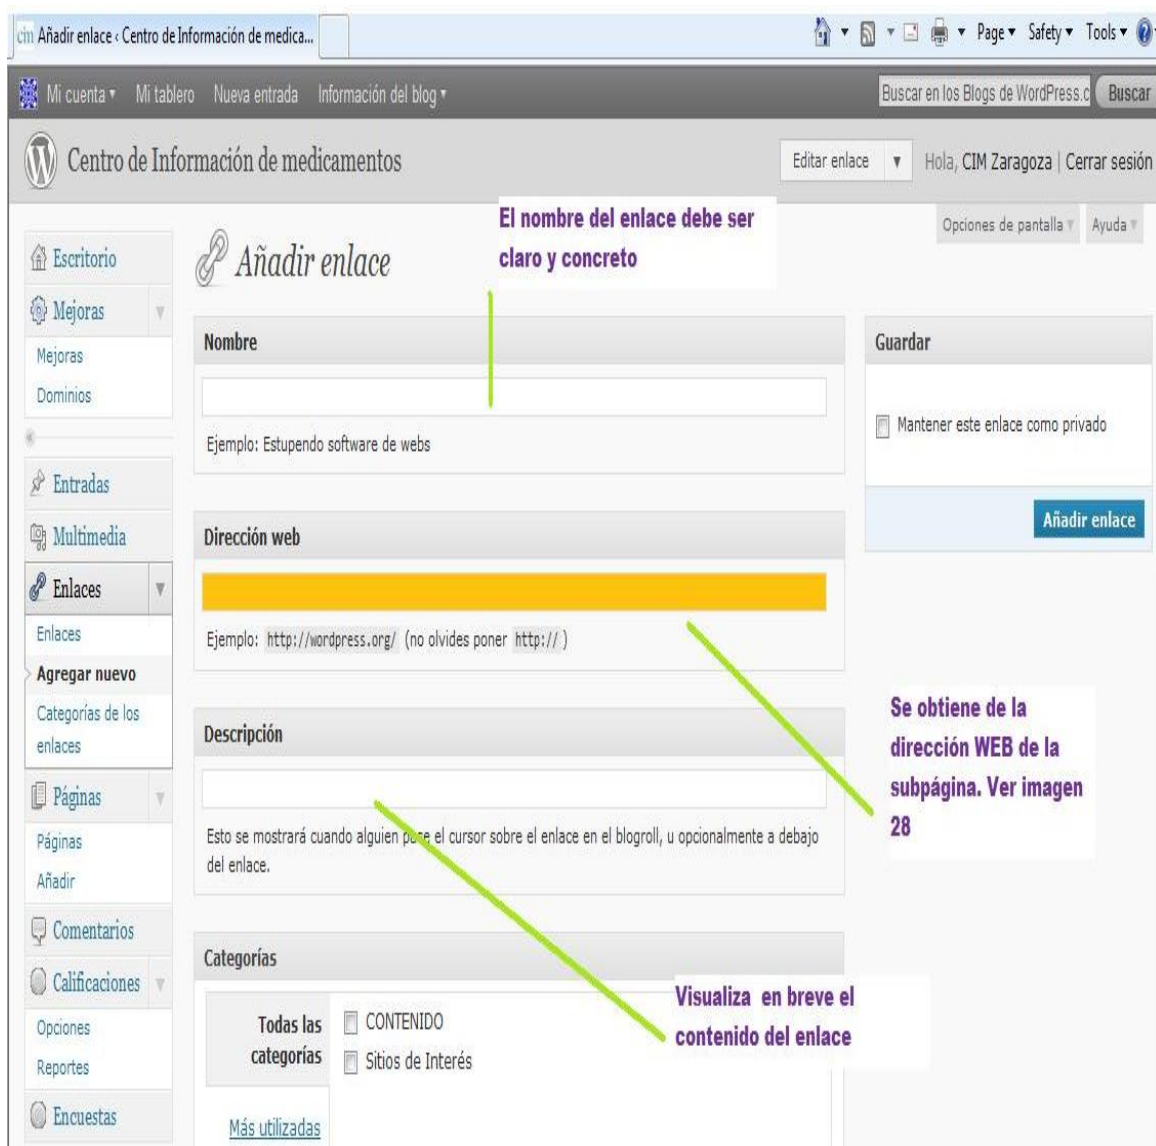 cim Añadir enlace ‹ Centro de Información de medica...
Page Safety Tools
Mi cuenta Mi tablero Nueva entrada Información del blog
Buscar en los Blogs de WordPress.c Buscar
Centro de Información de medicamentos
Editar enlace
Hola, CIM Zaragoza | Cerrar sesión
Opciones de pantalla Ayuda
El nombre del enlace debe ser
claro y concreto
Añadir enlace
Escritorio
Mejoras
Mejoras
Dominios
Entradas
Multimedia
Enlaces
Enlaces
Agregar nuevo
Categorías de los
enlaces
Páginas
Páginas
Añadir
Comentarios
Calificaciones
Opciones
Reportes
Encuestas
Nombre
Ejemplo: Estupendo software de webs
Dirección web
Ejemplo: http://wordpress.org/ (no olvides poner http:// )
Descripción
Esto se mostrará cuando alguien pase el cursor sobre el enlace en el blogroll, u opcionalmente a debajo
del enlace.
Categorías
Todas las
categorías
Más utilizadas
CONTENIDO
Sitios de Interés
Visualiza en breve el
contenido del enlace
Guardar
Mantener este enlace como privado
Añadir enlace
Se obtiene de la
dirección WEB de la
subpágina. Ver imagen
28